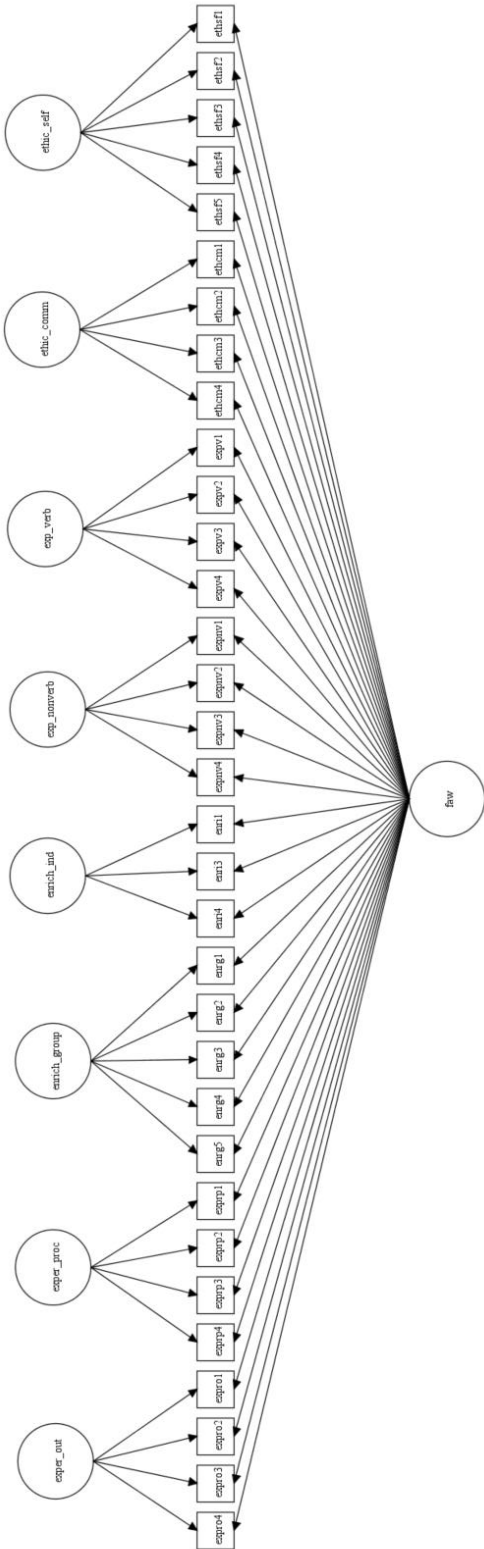 exper_out
exper_proc
enrich_group
enrich_ind
exp_nonverb
exp_verb
ethic_comm
ethic_self
expro4
expro3
expro2
expro1
exprp4
exprp3
exprp2
exprp1
enrg5
enrg4
enrg3
enrg2
enrg1
enri4
enri3
enri1
expnv4
expnv3
expnv2
expnv1
expv4
expv3
expv2
expv1
ethcm4
ethcm3
ethcm2
ethcm1
ethsf5
ethsf4
ethsf3
ethsf2
ethsf1
faw